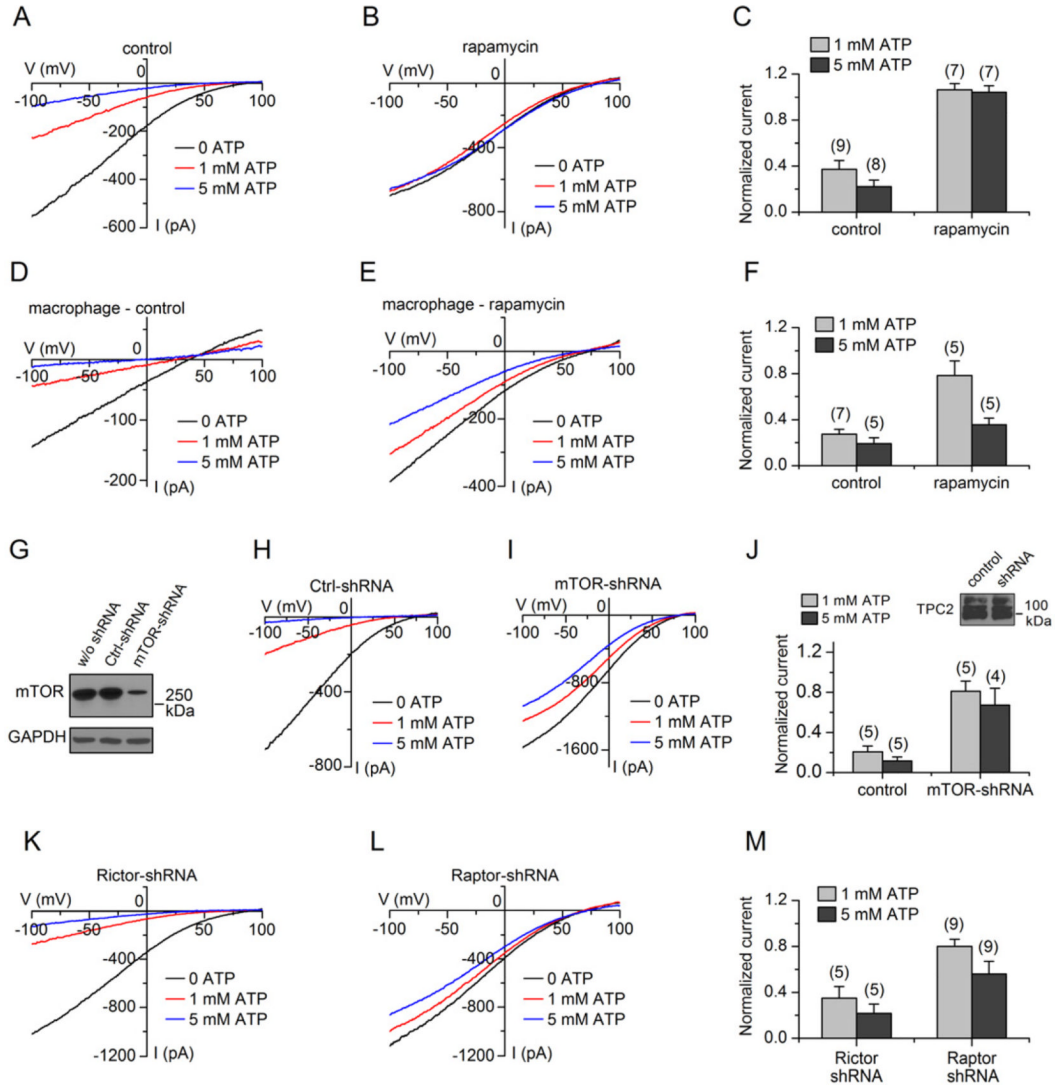 A
control
V (mV)
0
-100
-50
50
100
-200
-400
-600
I (pA)
0 ATP
1 mM ATP
5 mM ATP
B
rapamycin
V (mV)
0
-100
-50
50
100
-400
-800
I (pA)
0 ATP
1 mM ATP
5 mM ATP
C
1 mM ATP
5 mM ATP
Normalized current
1.2
0.8
0.4
0.0
(9)
(8)
(7)
(7)
control
rapamycin
D
macrophage - control
V (mV)
0
-100
-50
50
100
-100
-200
I (pA)
0 ATP
1 mM ATP
5 mM ATP
E
macrophage - rapamycin
V (mV)
0
-100
-50
50
100
-200
-400
I (pA)
0 ATP
1 mM ATP
5 mM ATP
F
1 mM ATP
5 mM ATP
Normalized current
1.2
0.8
0.4
0.0
(7)
(5)
(5)
(5)
control
rapamycin
G
w/o shRNA
Ctrl-shRNA
mTOR-shRNA
mTOR
250
kDa
GAPDH
H
Ctrl-shRNA
V (mV)
0
-100
-50
50
100
-400
-800
I (pA)
0 ATP
1 mM ATP
5 mM ATP
I
mTOR-shRNA
V (mV)
0
-100
-50
50
100
-800
-1600
I (pA)
0 ATP
1 mM ATP
5 mM ATP
J
control
shRNA
TPC2
100
kDa
1 mM ATP
5 mM ATP
Normalized current
1.2
0.8
0.4
0.0
(5)
(5)
(5)
(4)
control
mTOR-shRNA
K
Rictor-shRNA
V (mV)
0
-100
-50
50
100
-400
-800
-1200
I (pA)
0 ATP
1 mM ATP
5 mM ATP
L
Raptor-shRNA
V (mV)
0
-100
-50
50
100
-400
-800
-1200
I (pA)
0 ATP
1 mM ATP
5 mM ATP
M
1 mM ATP
5 mM ATP
Normalized current
1.2
0.8
0.4
0.0
(5)
(5)
(9)
(9)
Rictor
shRNA
Raptor
shRNA